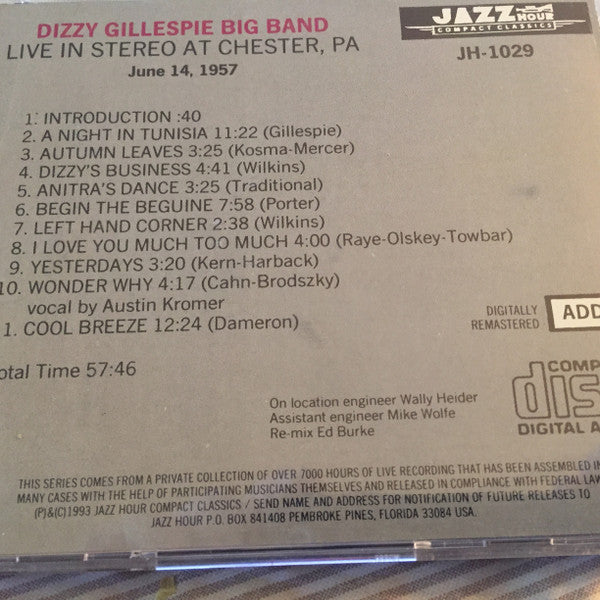 DIZZY GILLESPIE BIG BAND
LIVE IN STEREO AT CHESTER, PA
June 14, 1957
JAZZ HOUR
COMPACT CLASSICS
JH-1029
1. INTRODUCTION :40
2. A NIGHT IN TUNISIA 11:22 (Gillespie)
3. AUTUMN LEAVES 3:25 (Kosma-Mercer)
4. DIZZY'S BUSINESS 4:41 (Wilkins)
5. ANITRA'S DANCE 3:25 (Traditional)
6. BEGIN THE BEGUINE 7:58 (Porter)
7. LEFT HAND CORNER 2:38 (Wilkins)
8. I LOVE YOU MUCH TOO MUCH 4:00 (Raye-Olskey-Towbar)
9. YESTERDAYS 3:20 (Kern-Harback)
10. WONDER WHY 4:17 (Cahn-Brodszky)
vocal by Austin Kromer
1. COOL BREEZE 12:24 (Dameron)
otal Time 57:46
DIGITALLY
REMASTERED
ADD
COMP
dis
DIGITAL A
On location engineer Wally Heider
Assistant engineer Mike Wolfe
Re-mix Ed Burke
THIS SERIES COMES FROM A PRIVATE COLLECTION OF OVER 7000 HOURS OF LIVE RECORDING THAT HAS BEEN ASSEMBLED IN
MANY CASES WITH THE HELP OF PARTICIPATING MUSICIANS THEMSELVES AND RELEASED IN COMPLIANCE WITH FEDERAL LAW
(P)&(C)1993 JAZZ HOUR COMPACT CLASSICS / SEND NAME AND ADDRESS FOR NOTIFICATION OF FUTURE RELEASES TO
JAZZ HOUR P.O. BOX 841408 PEMBROKE PINES, FLORIDA 33084 USA.